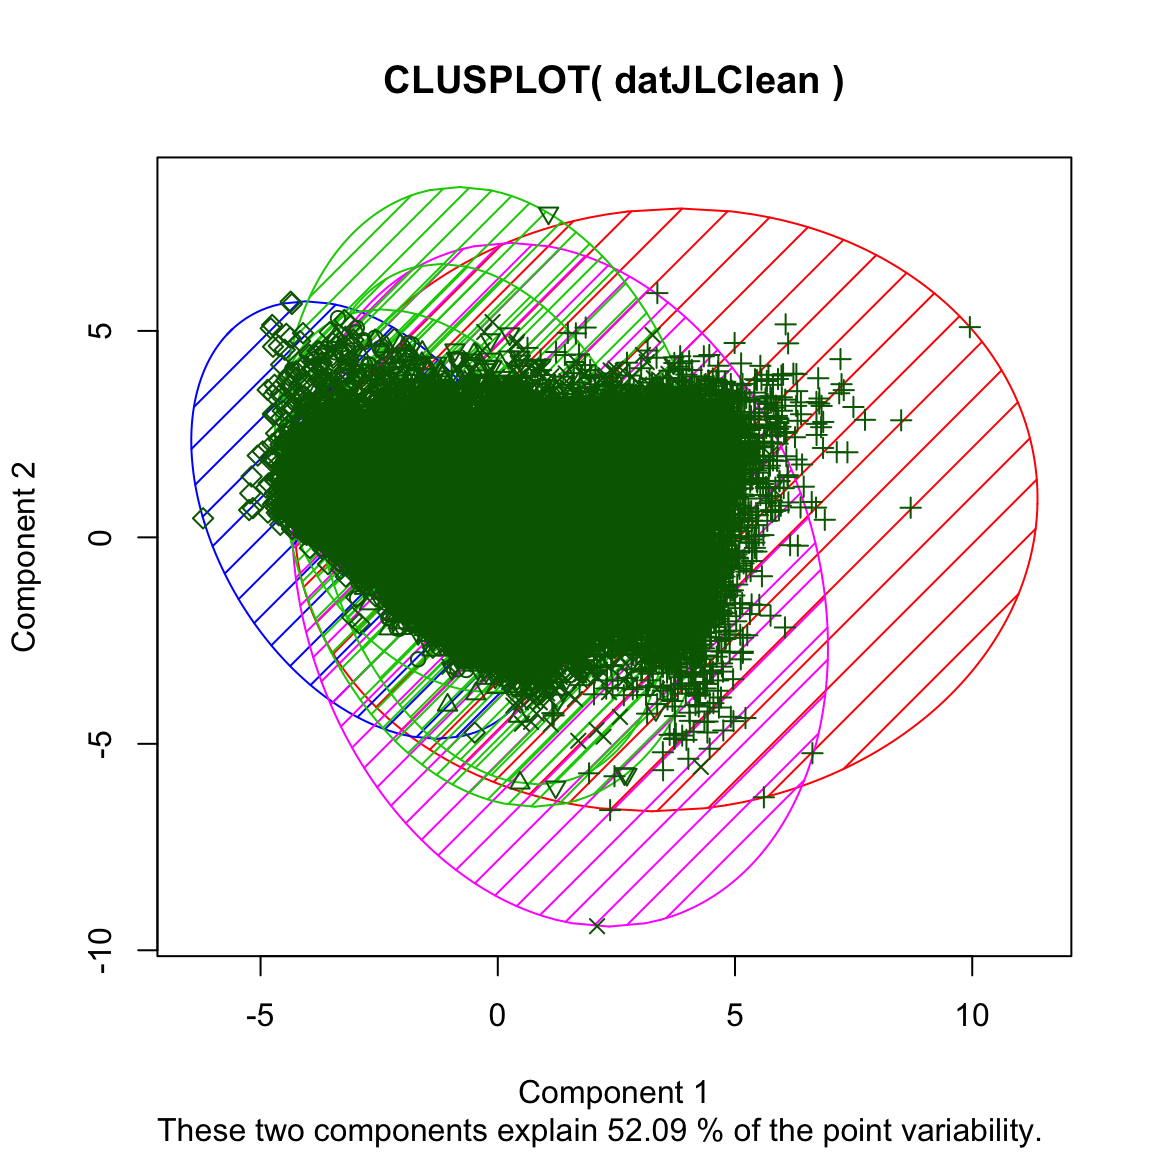 CLUSPLOT( datJLClean )
Component 2
5
0
-5
-10
-5
0
5
10
Component 1
These two components explain 52.09 % of the point variability.